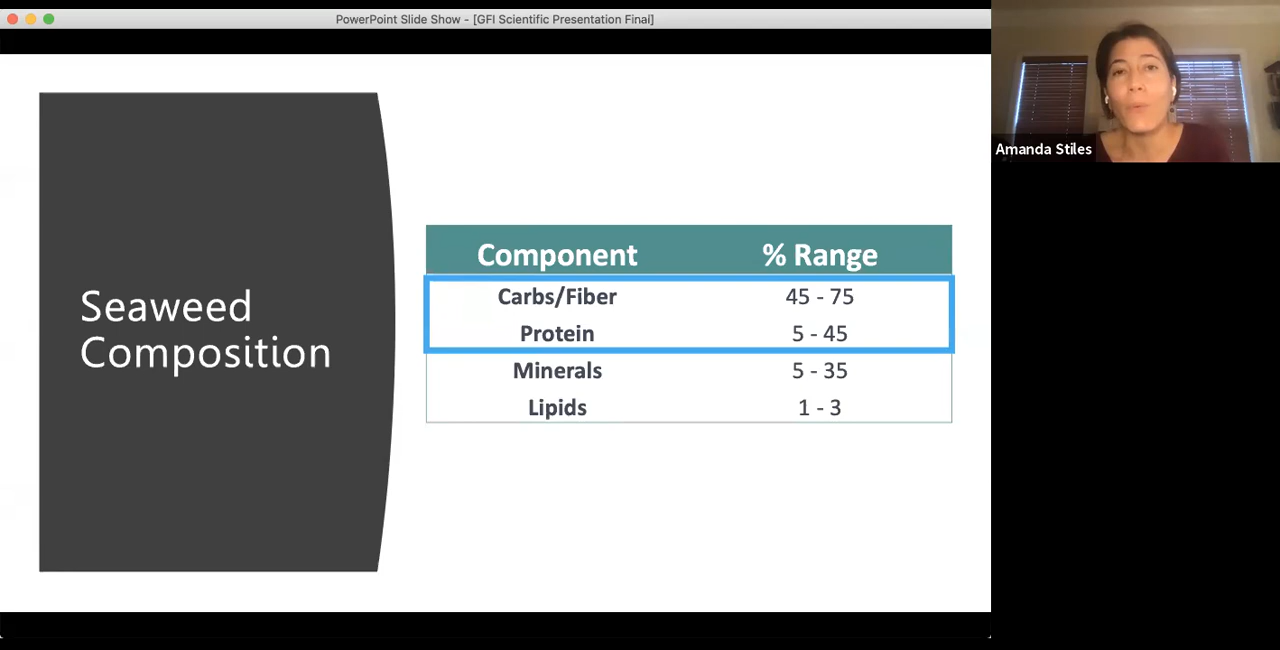 PowerPoint Slide Show - [GFI Scientific Presentation Final]
Amanda Stiles
Seaweed
Composition
Component % Range
Carbs/Fiber 45 - 75
Protein 5 - 45
Minerals 5 - 35
Lipids 1 - 3